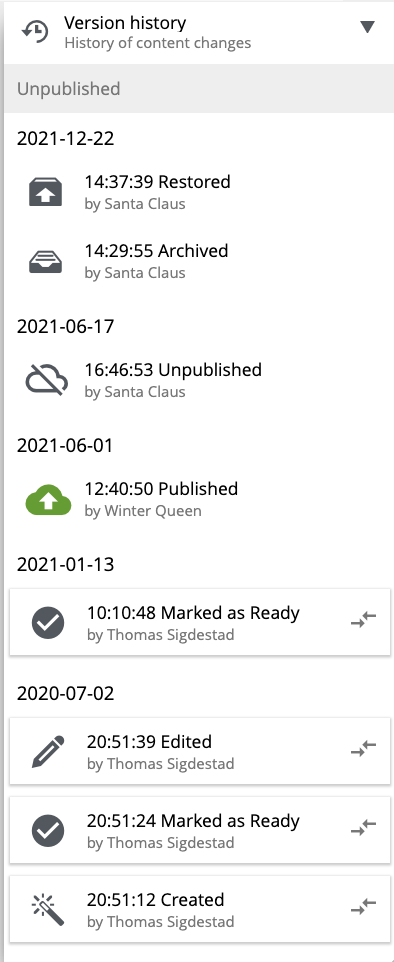 Version history
History of content changes
Unpublished
2021-12-22
14:37:39 Restored
by Santa Claus
14:29:55 Archived
by Santa Claus
2021-06-17
16:46:53 Unpublished
by Santa Claus
2021-06-01
12:40:50 Published
by Winter Queen
2021-01-13
10:10:48 Marked as Ready
by Thomas Sigdestad
2020-07-02
20:51:39 Edited
by Thomas Sigdestad
20:51:24 Marked as Ready
by Thomas Sigdestad
20:51:12 Created
by Thomas Sigdestad